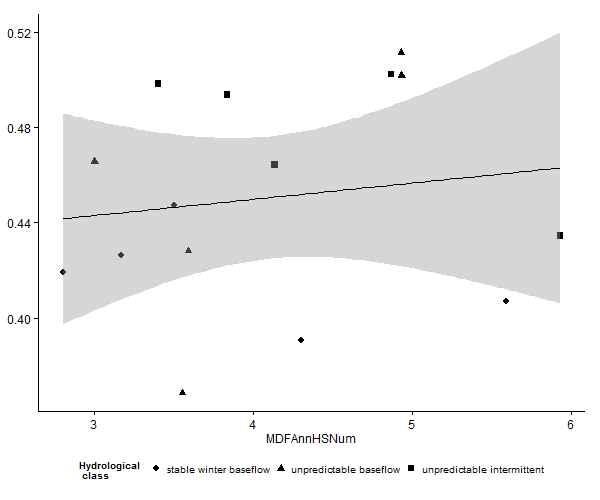 0.52
0.48
0.44
0.40
3 4 5 6
MDFAnnHSNum
Hydrological class stable winter baseflow unpredictable baseflow unpredictable intermittent